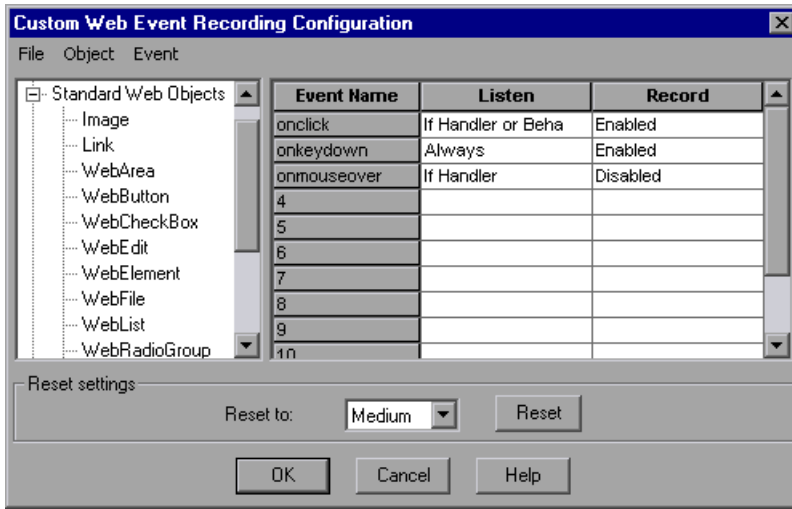 Custom Web Event Recording Configuration
File Object Event
Standard Web Objects
Image
Link
WebArea
WebButton
WebCheckBox
WebEdit
WebElement
WebFile
WebList
WebRadioGroup
Event Name Listen Record
onclick If Handler or Beha Enabled
onkeydown Always Enabled
onmouseover If Handler Disabled
4
5
6
7
8
9
10
Reset settings
Reset to: Medium Reset
OK Cancel Help